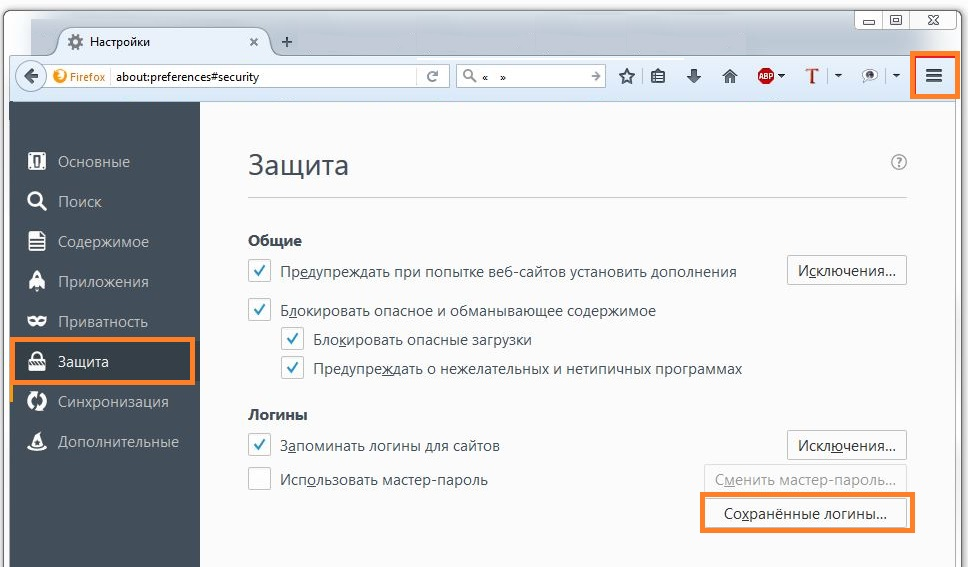 Настройки
Firefox about:preferences#security « »
ABP T
Основные
Поиск
Содержимое
Приложения
Приватность
Защита
Синхронизация
Дополнительные
Защита
?
Общие
Предупреждать при попытке веб-сайтов установить дополнения Исключения...
Блокировать опасное и обманывающее содержимое
Блокировать опасные загрузки
Предупреждать о нежелательных и нетипичных программах
Логины
Запоминать логины для сайтов Исключения...
Использовать мастер-пароль Сменить мастер-пароль...
Сохранённые логины...